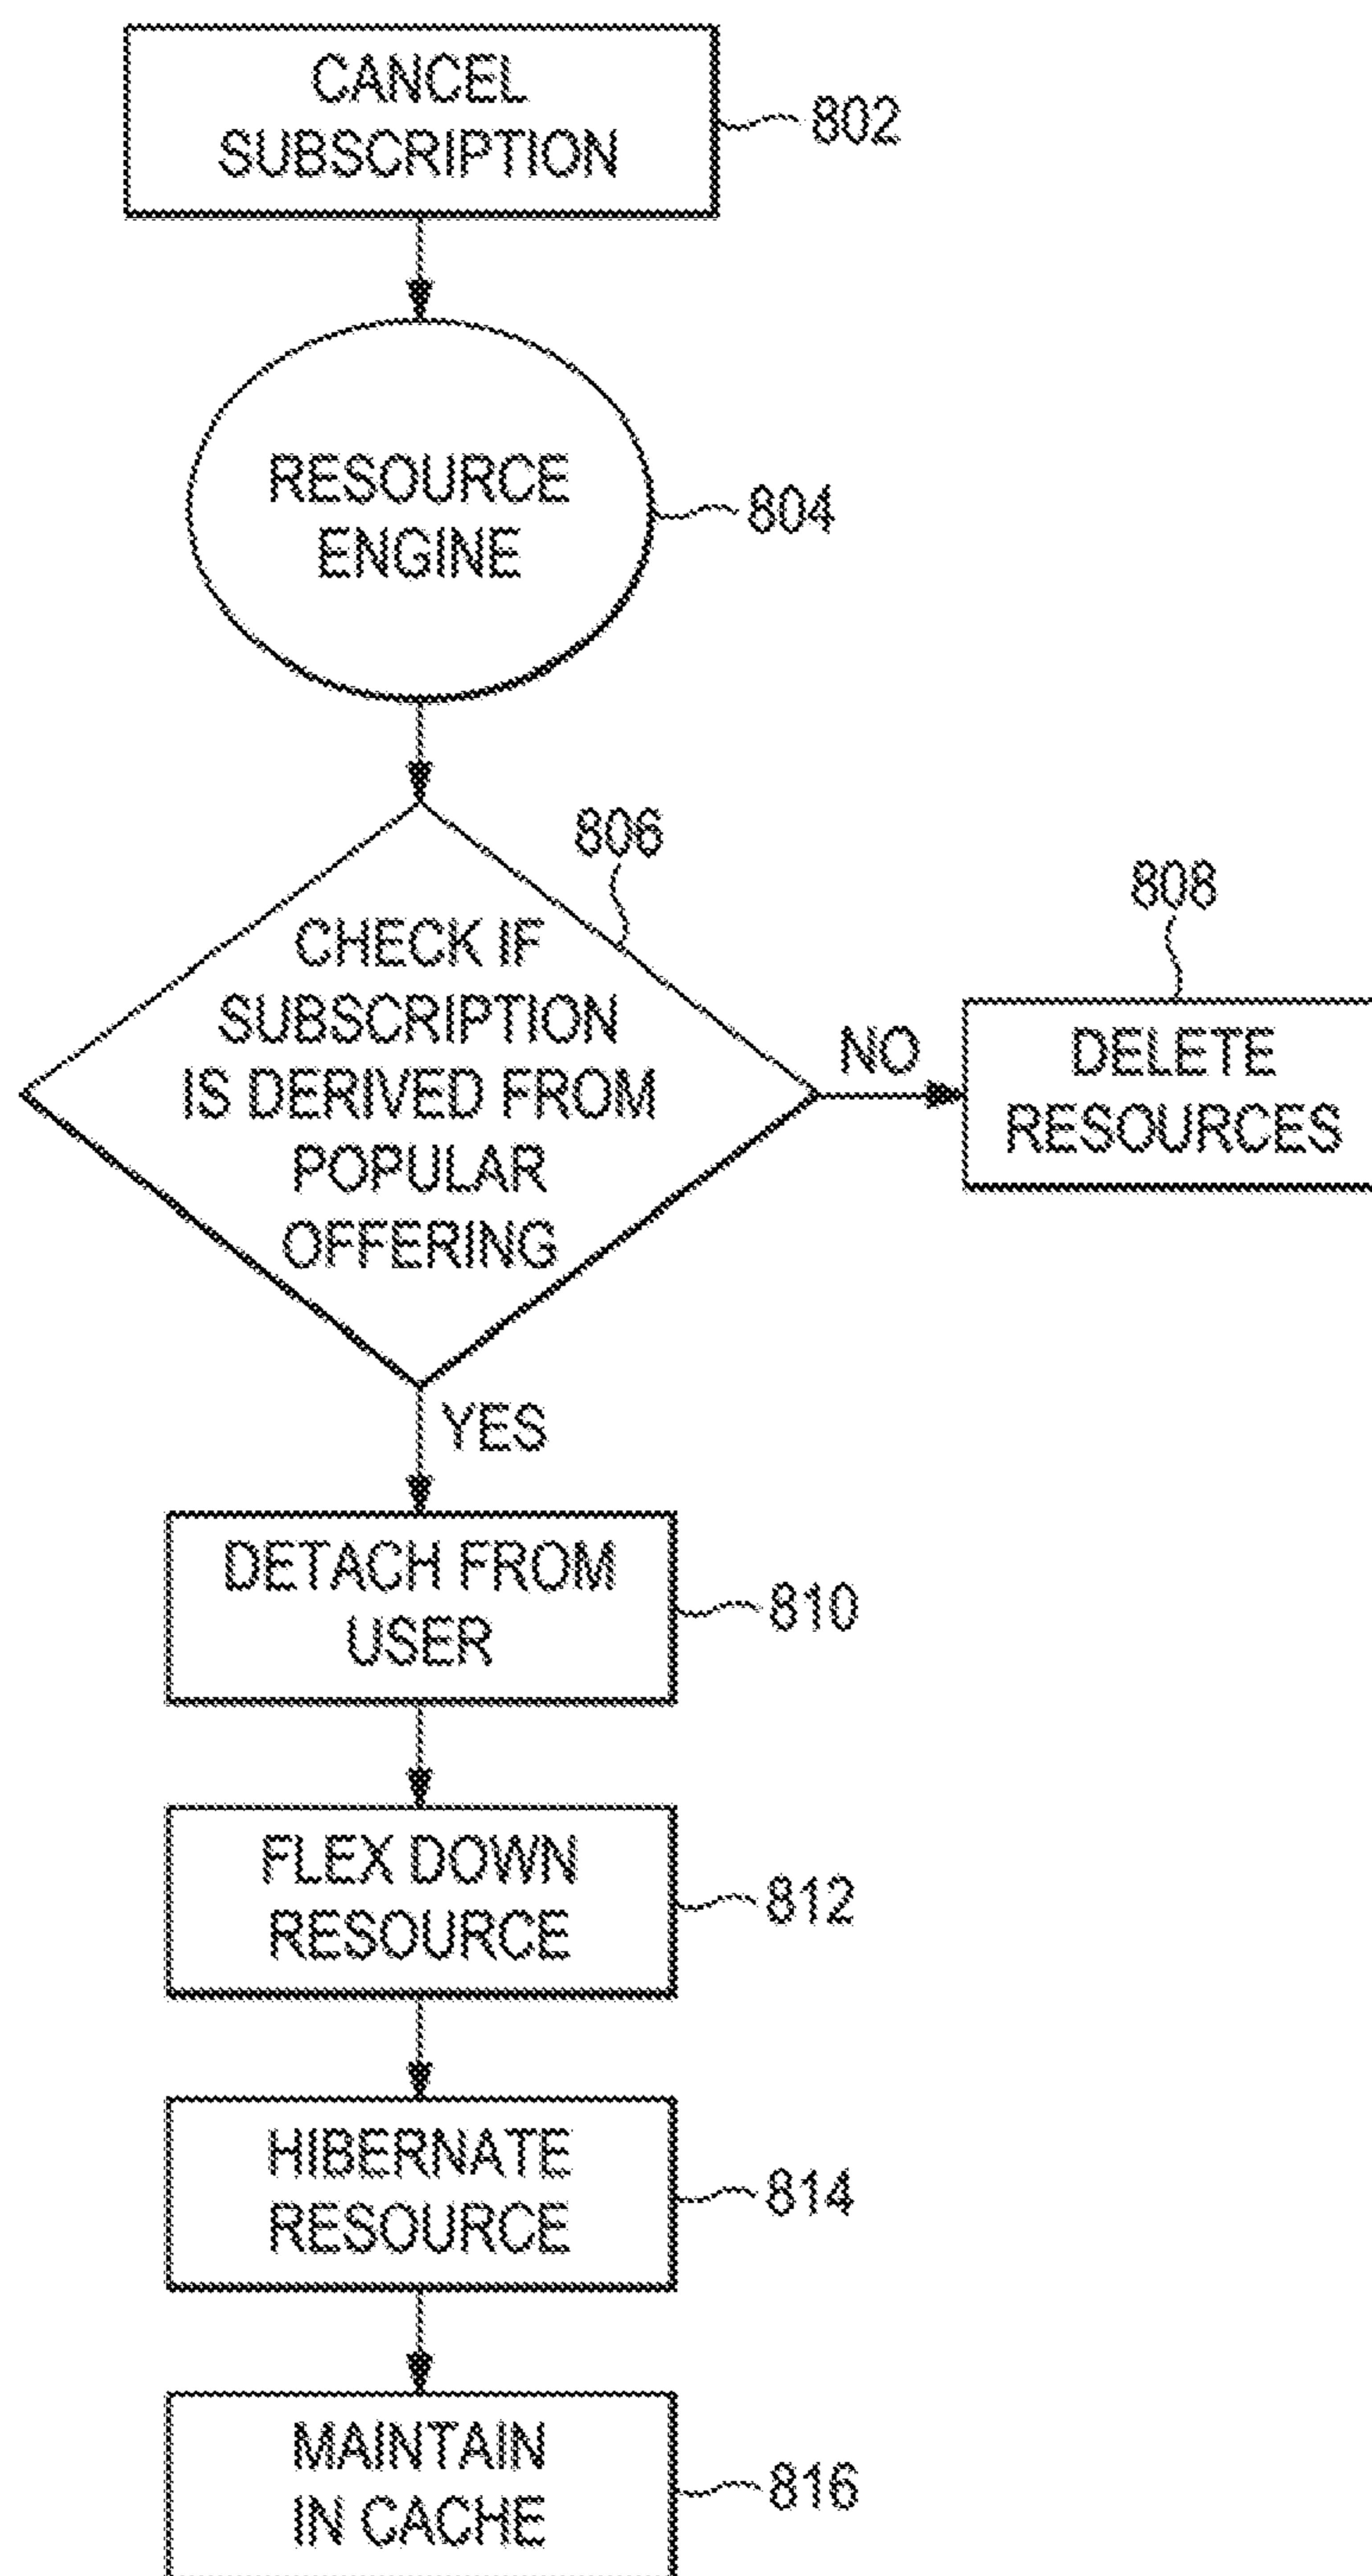 CANCEL
SUBSCRIPTION
802
RESOURCE
ENGINE
804
806
CHECK IF
SUBSCRIPTION
IS DERIVED FROM
POPULAR
OFFERING
NO
808
DELETE
RESOURCES
YES
DETACH FROM
USER
810
FLEX DOWN
RESOURCE
812
HIBERNATE
RESOURCE
814
MAINTAIN
IN CACHE
816